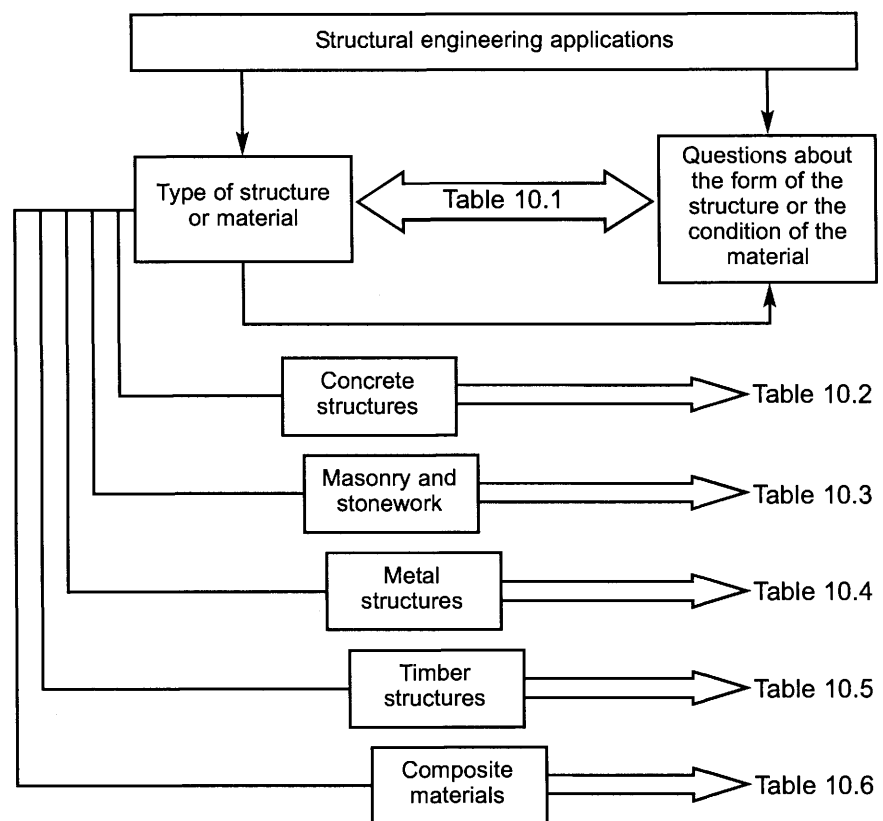 Structural engineering applications
Type of structure
or material
Table 10.1
Questions about
the form of the
structure or the
condition of the
material
Concrete
structures
Table 10.2
Masonry and
stonework
Table 10.3
Metal
structures
Table 10.4
Timber
structures
Table 10.5
Composite
materials
Table 10.6